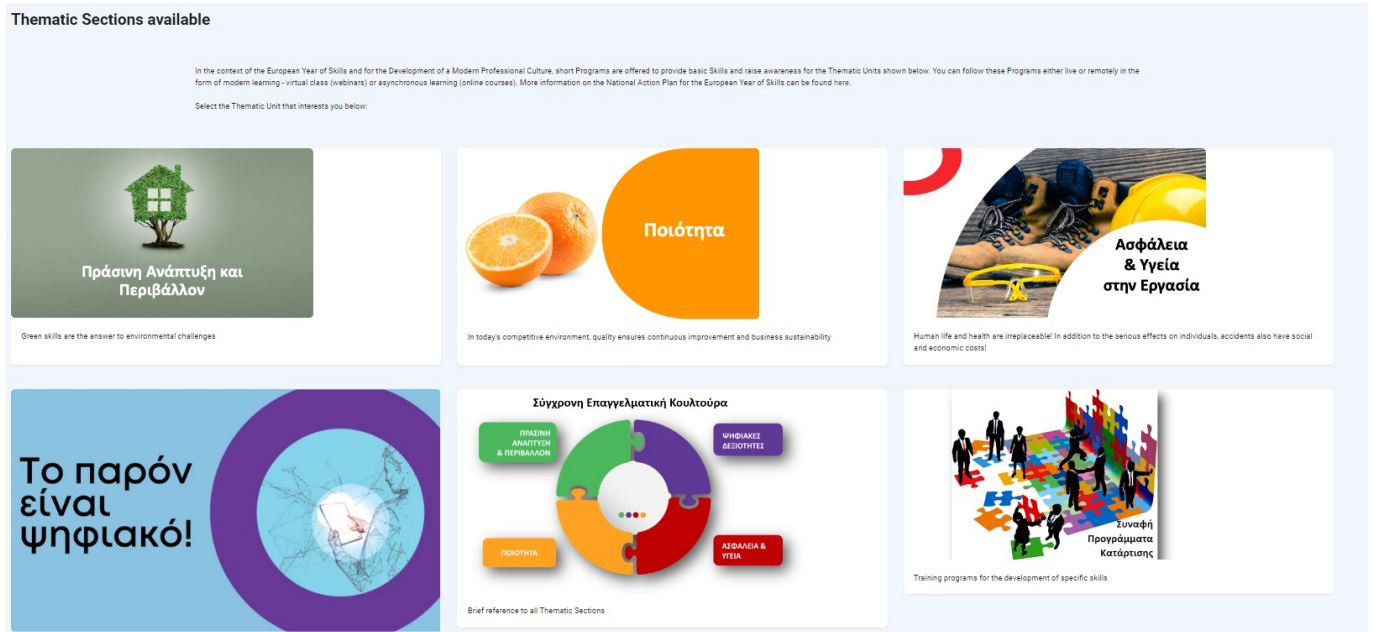 Thematic Sections available
In the context of the European Year of Skills and for the Development of a Modern Professional Culture, short Programs are offered to provide basic Skills and raise awareness for the Thematic Units shown below. You can follow these Programs either live or remotely in the
form of modern learning - virtual class (webinars) or asynchronous learning (online courses). More information on the National Action Plan for the European Year of Skills can be found here.
Select the Thematic Unit that interests you below:
Πράσινη Ανάπτυξη και
Περιβάλλον
Green skills are the answer to environmental challenges
Ποιότητα
In today's competitive environment, quality ensures continuous improvement and business sustainability
Ασφάλεια
& Υγεία
στην Εργασία
Human life and health are irreplaceable! In addition to the serious effects on individuals, accidents also have social
and economic costs!
Το παρόν
είναι
ψηφιακό!
Σύγχρονη Επαγγελματική Κουλτούρα
ΠΡΑΣΙΝΗ
ΑΝΑΠΤΥΞΗ
& ΠΕΡΙΒΑΛΛΟΝ
ΨΗΦΙΑΚΕΣ
ΔΕΞΙΟΤΗΤΕΣ
ΠΟΙΟΤΗΤΑ
ΑΣΦΑΛΕΙΑ &
ΥΓΕΙΑ
Brief reference to all Thematic Sections
Συναφή
Προγράμματα
Κατάρτισης
Training programs for the development of specific skills